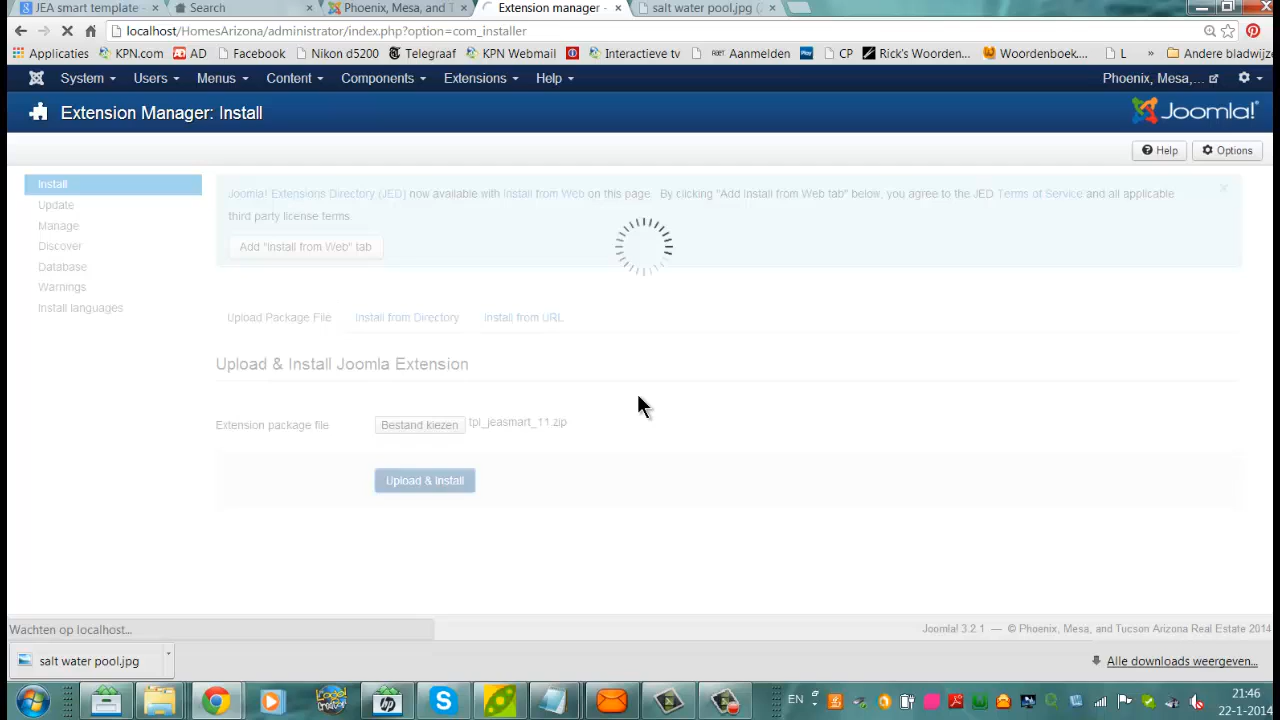 JEA smart template -
Search
Phoenix, Mesa, and T
Extension manager -
salt water pool.jpg (
localhost/HomesArizona/administrator/index.php?option=com_installer
Applicaties KPN.com AD Facebook Nikon d5200 Telegraf KPN Webmail Interactieve tv Aanmelden CP Rick's Woorden... Woordenboek... L » Andere bladwijze
System Users Menus Content Components Extensions Help Phoenix, Mesa,...
Extension Manager: Install Joomla!
Help Options
Install
Update
Manage
Discover
Database
Warnings
Install languages
Joomla! Extensions Directory (JED) now available with Install from Web on this page. By clicking "Add Install from Web tab" below, you agree to the JED Terms of Service and all applicable
third party license terms.
Add "Install from Web" tab
Upload Package File Install from Directory Install from URL
Upload & Install Joomla Extension
Extension package file Bestand kiezen tpl_jeasmart_11.zip
Upload & Install
Wachten op localhost...
Joomla! 3.2.1 — © Phoenix, Mesa, and Tucson Arizona Real Estate 2014
salt water pool.jpg
Alle downloads weergeven...
EN
21:46
22-1-2014